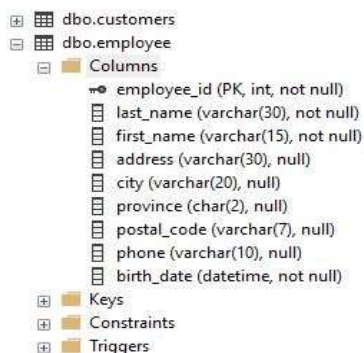 dbo.customers
dbo.employee
Columns
employee_id (PK, int, not null)
last_name (varchar(30), not null)
first_name (varchar(15), not null)
address (varchar(30), null)
city (varchar(20), null)
province (char(2), null)
postal_code (varchar(7), null)
phone (varchar(10), null)
birth_date (datetime, not null)
Keys
Constraints
Triggers